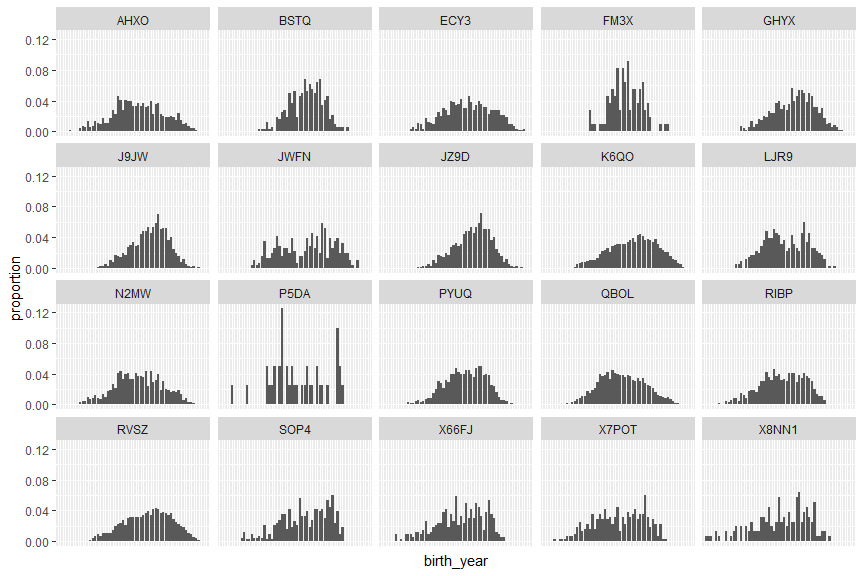 AHXO BSTQ ECY3 FM3X GHYX
0.12
0.08
0.04
0.00
J9JW JWFN JZ9D K6QO LJR9
0.12
0.08
0.04
0.00
proportion
N2MW P5DA PYUQ QBOL RIBP
0.12
0.08
0.04
0.00
RVSZ SOP4 X66FJ X7POT X8NN1
0.12
0.08
0.04
0.00
birth_year